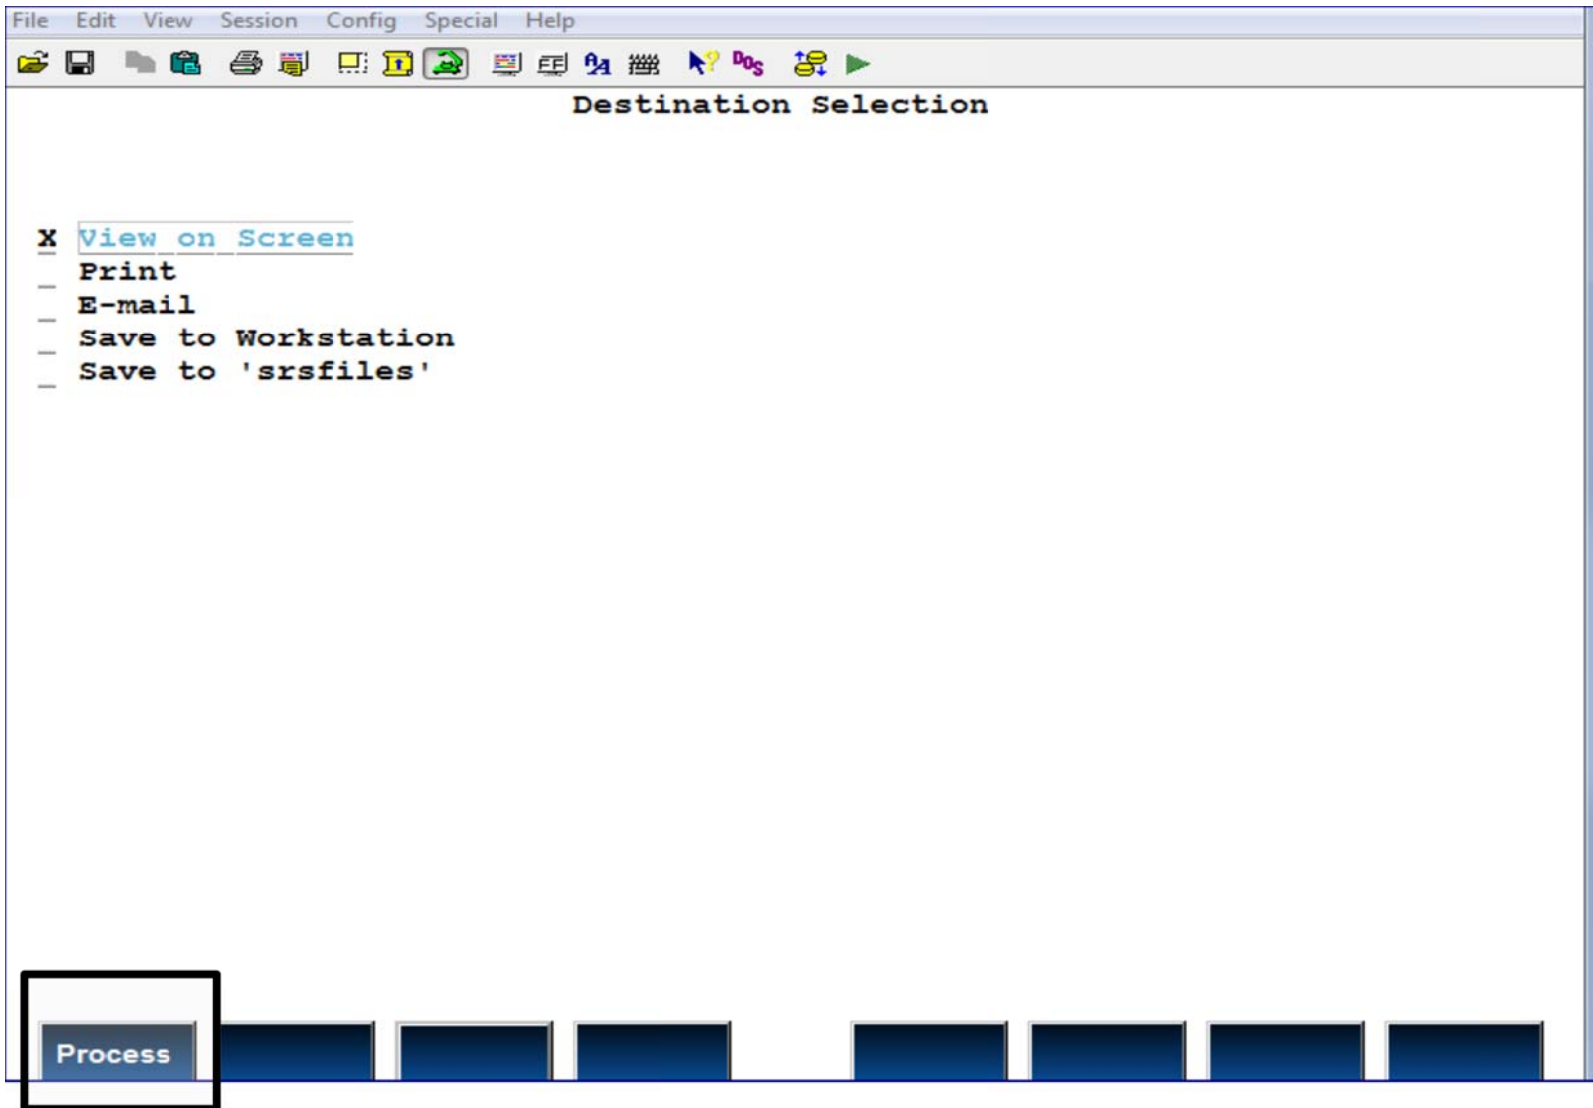 File Edit View Session Config Special Help
DOS
Destination Selection
X View on Screen
_ Print
_ E-mail
_ Save to Workstation
_ Save to 'srsfiles'
Process